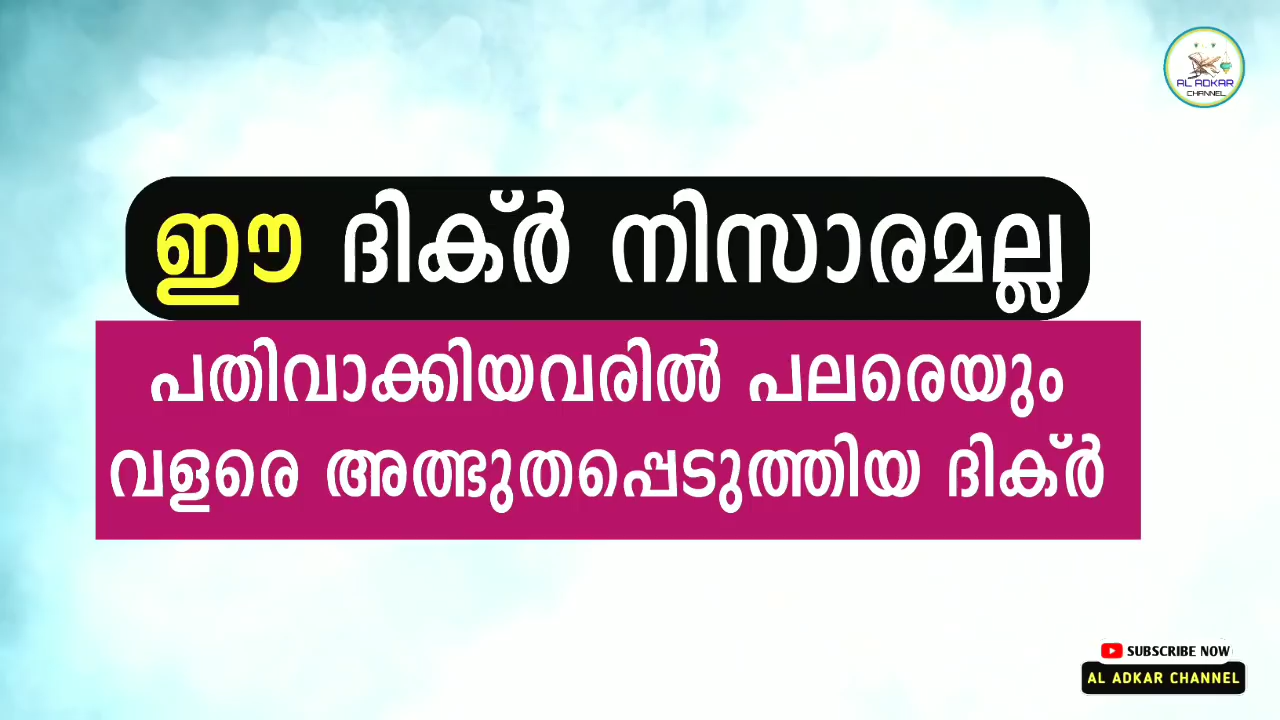 AL ADKAR
CHANNEL
ഈ ദിക്ർ നിസാരമല്ല
പതിവാക്കിയവരിൽ പലരെയും
വളരെ അത്ഭുതപ്പെടുത്തിയ ദിക്ർ
SUBSCRIBE NOW
AL ADKAR CHANNEL